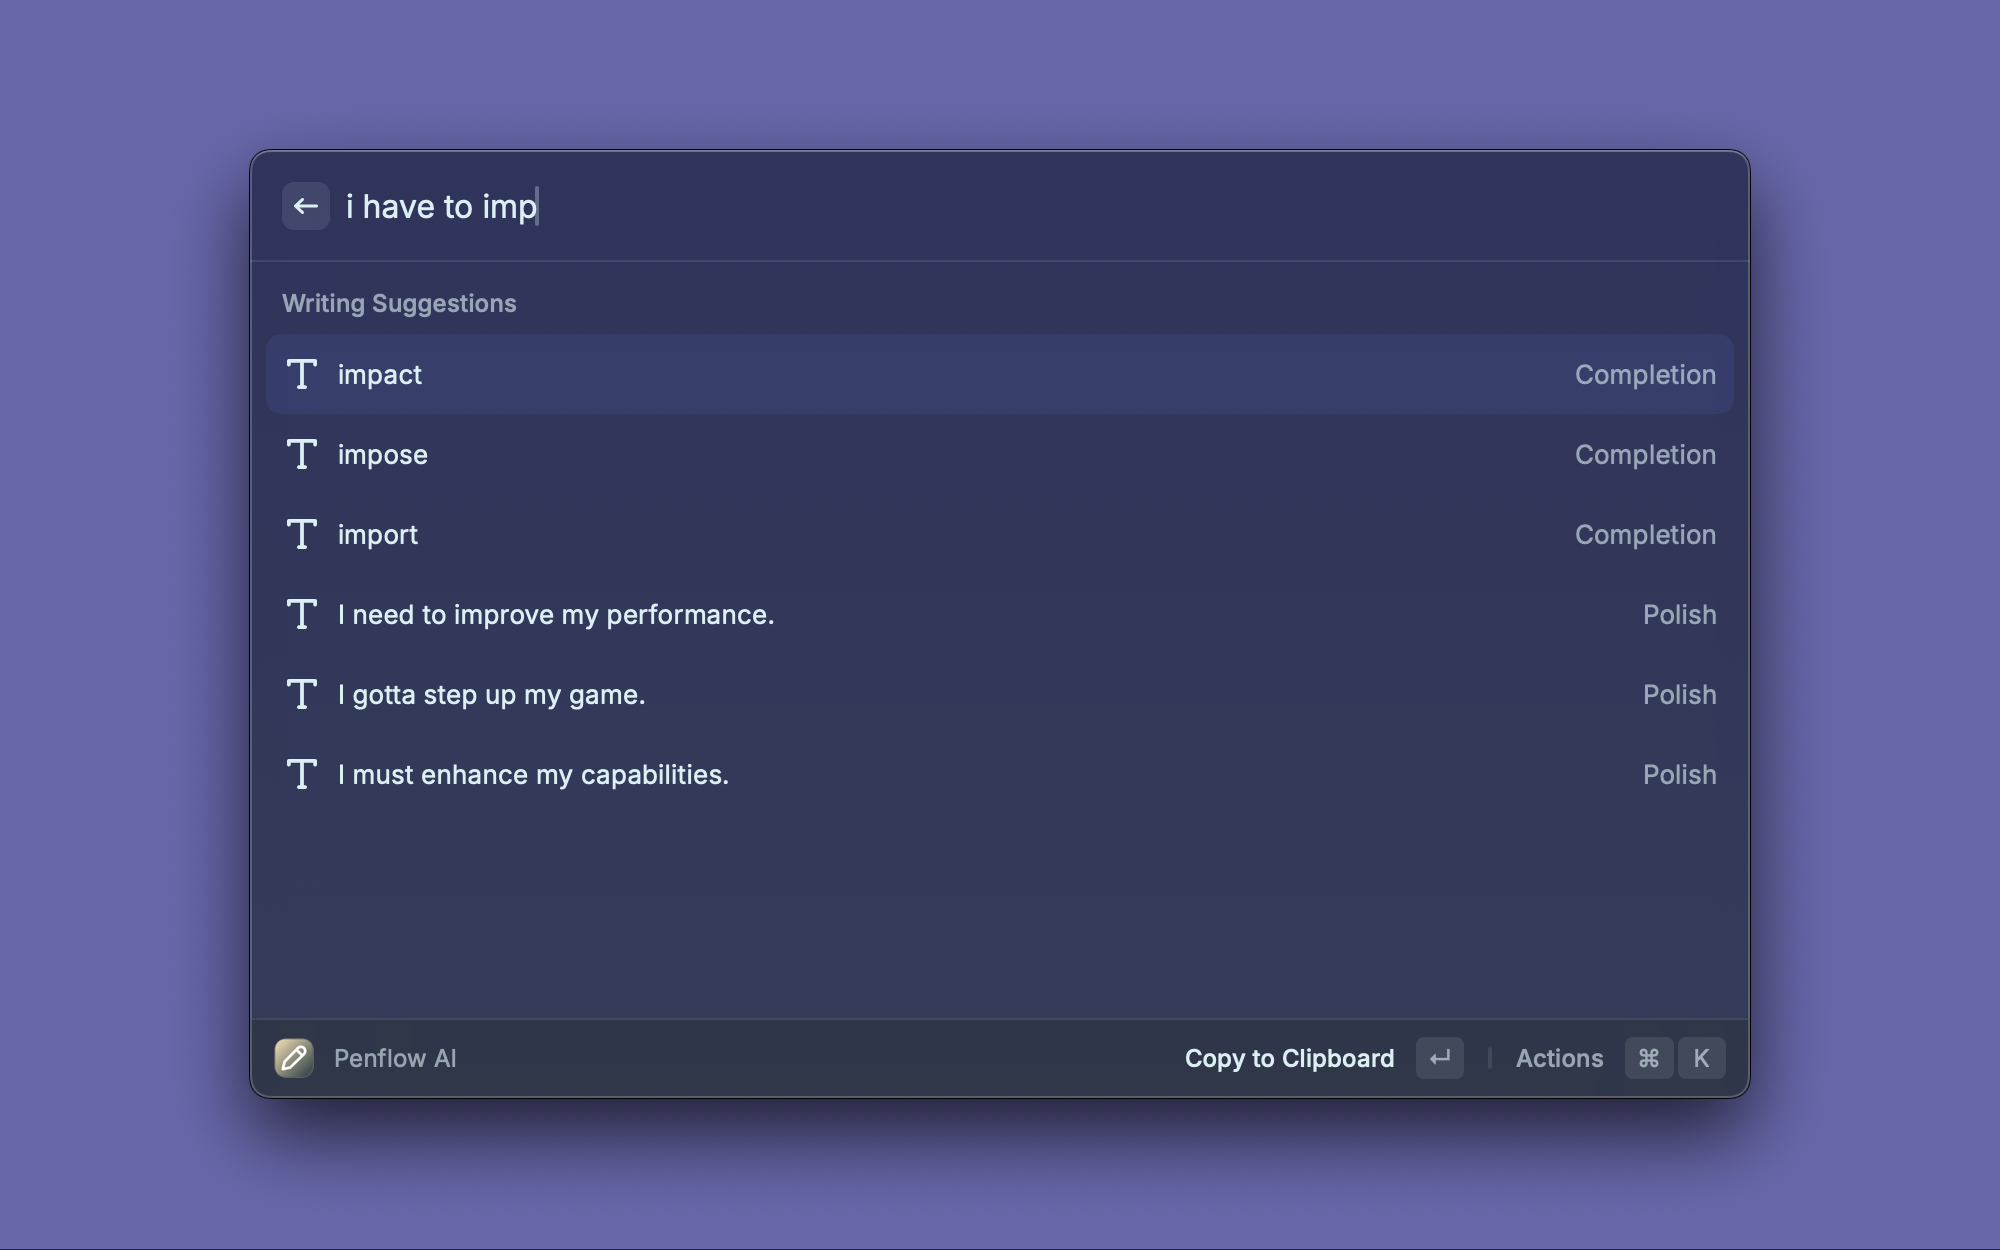 i have to imp
Writing Suggestions
impact Completion
impose Completion
import Completion
I need to improve my performance. Polish
I gotta step up my game. Polish
I must enhance my capabilities. Polish
Penflow AI Copy to Clipboard ↵ Actions ⌘ K